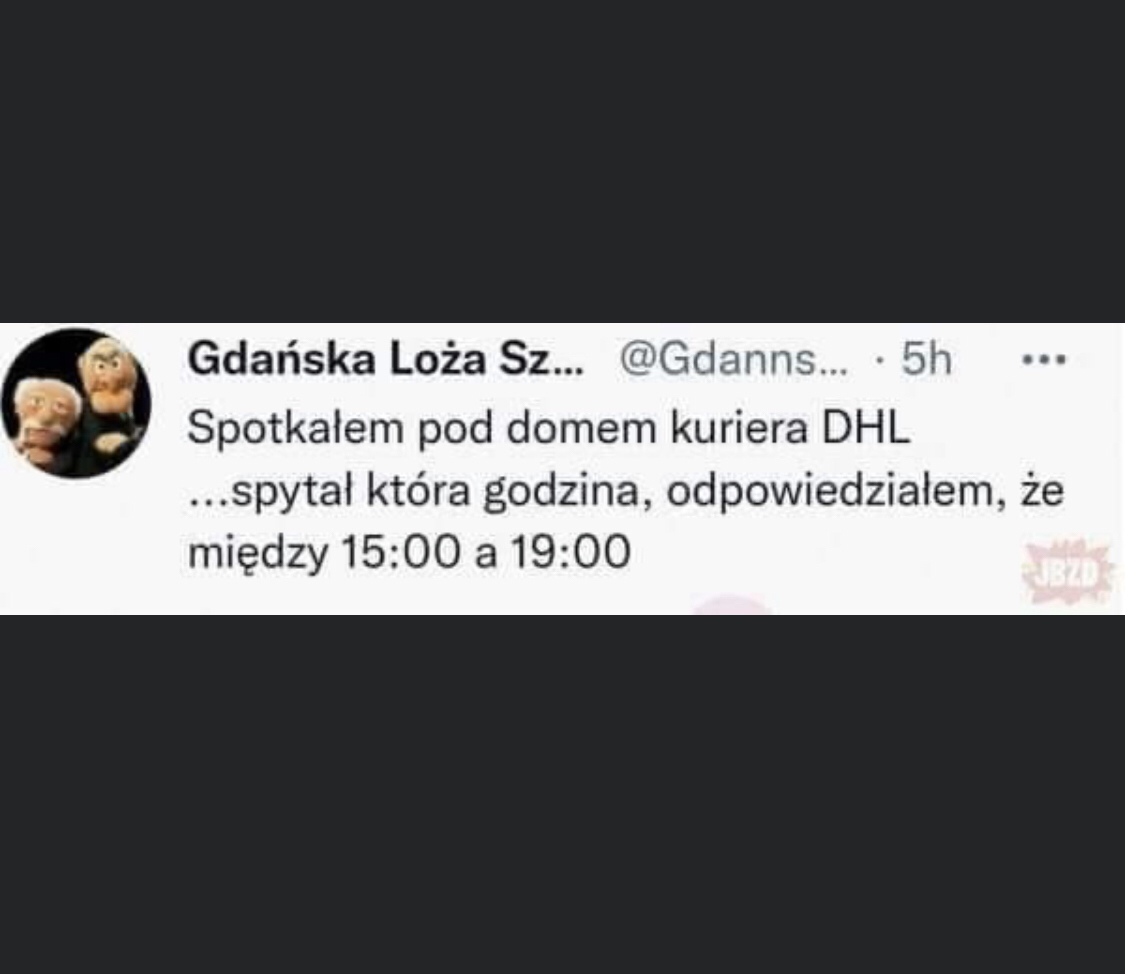 Gdańska Loża Sz... @Gdanns... · 5h
Spotkałem pod domem kuriera DHL
...spytał która godzina, odpowiedziałem, że
między 15:00 a 19:00
JBZD